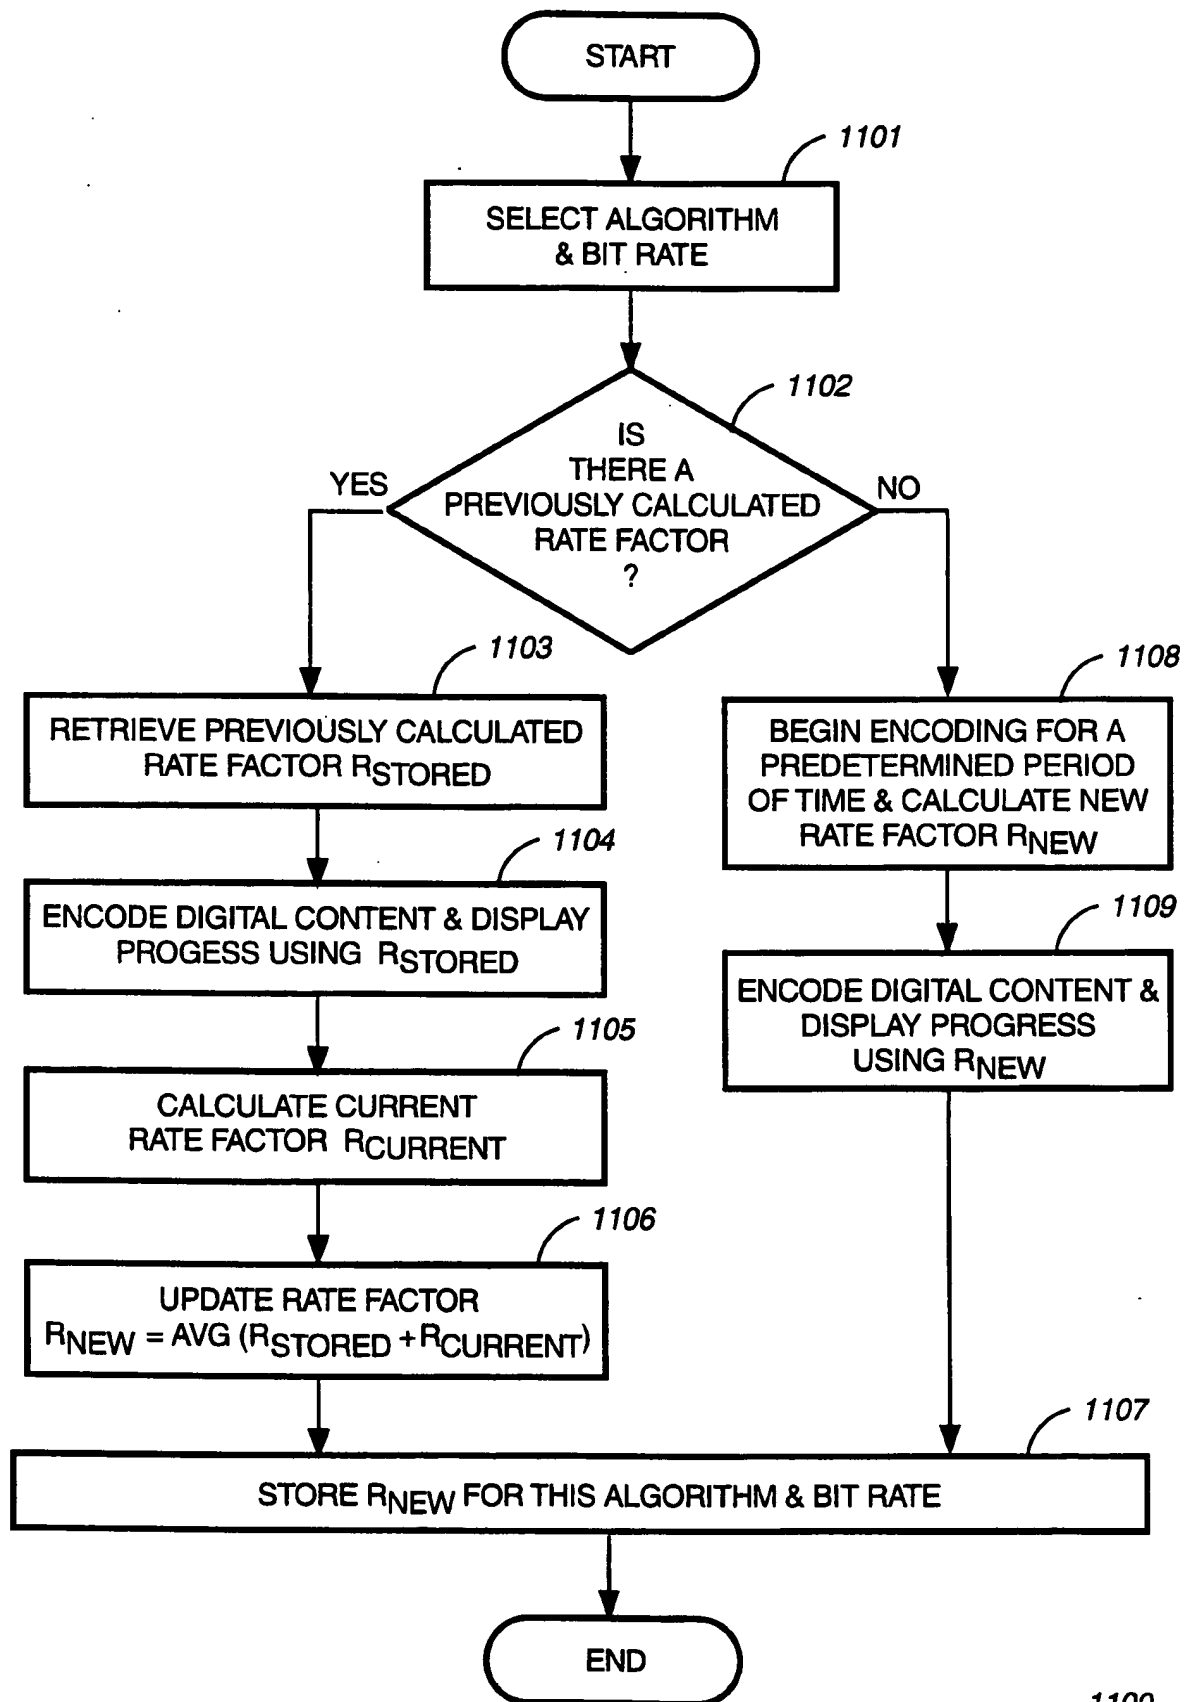 START
1101
SELECT ALGORITHM
& BIT RATE
1102
IS
THERE A
PREVIOUSLY CALCULATED
RATE FACTOR
?
YES
NO
1103
RETRIEVE PREVIOUSLY CALCULATED
RATE FACTOR RSTORED
1104
ENCODE DIGITAL CONTENT & DISPLAY
PROGESS USING RSTORED
1105
CALCULATE CURRENT
RATE FACTOR RCURRENT
1106
UPDATE RATE FACTOR
RNEW = AVG (RSTORED + RCURRENT)
1108
BEGIN ENCODING FOR A
PREDETERMINED PERIOD
OF TIME & CALCULATE NEW
RATE FACTOR RNEW
1109
ENCODE DIGITAL CONTENT &
DISPLAY PROGRESS
USING RNEW
1107
STORE RNEW FOR THIS ALGORITHM & BIT RATE
END